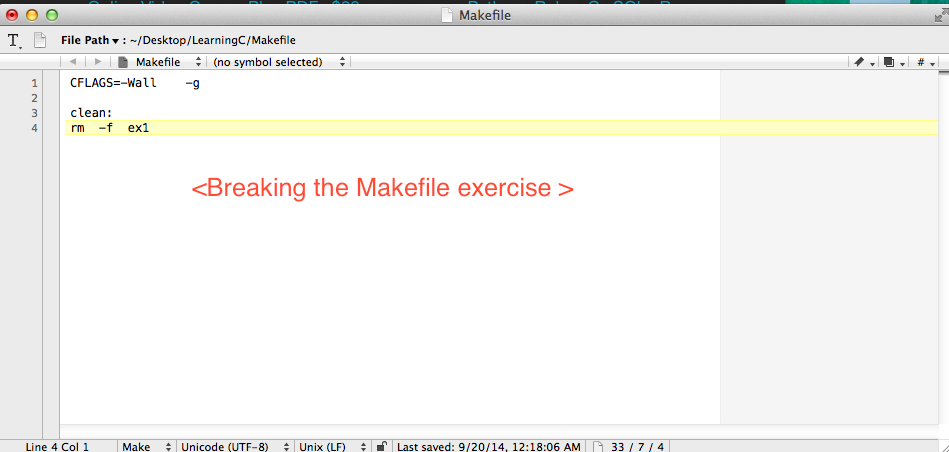 Makefile
File Path : ~/Desktop/LearningC/Makefile
Makefile (no symbol selected) #
1 CFLAGS=-Wall    -g
2
3 clean:
4 rm  -f  ex1
<Breaking the Makefile exercise >
Line 4 Col 1 Make Unicode (UTF-8) Unix (LF) Last saved: 9/20/14, 12:18:06 AM 33 / 7 / 4